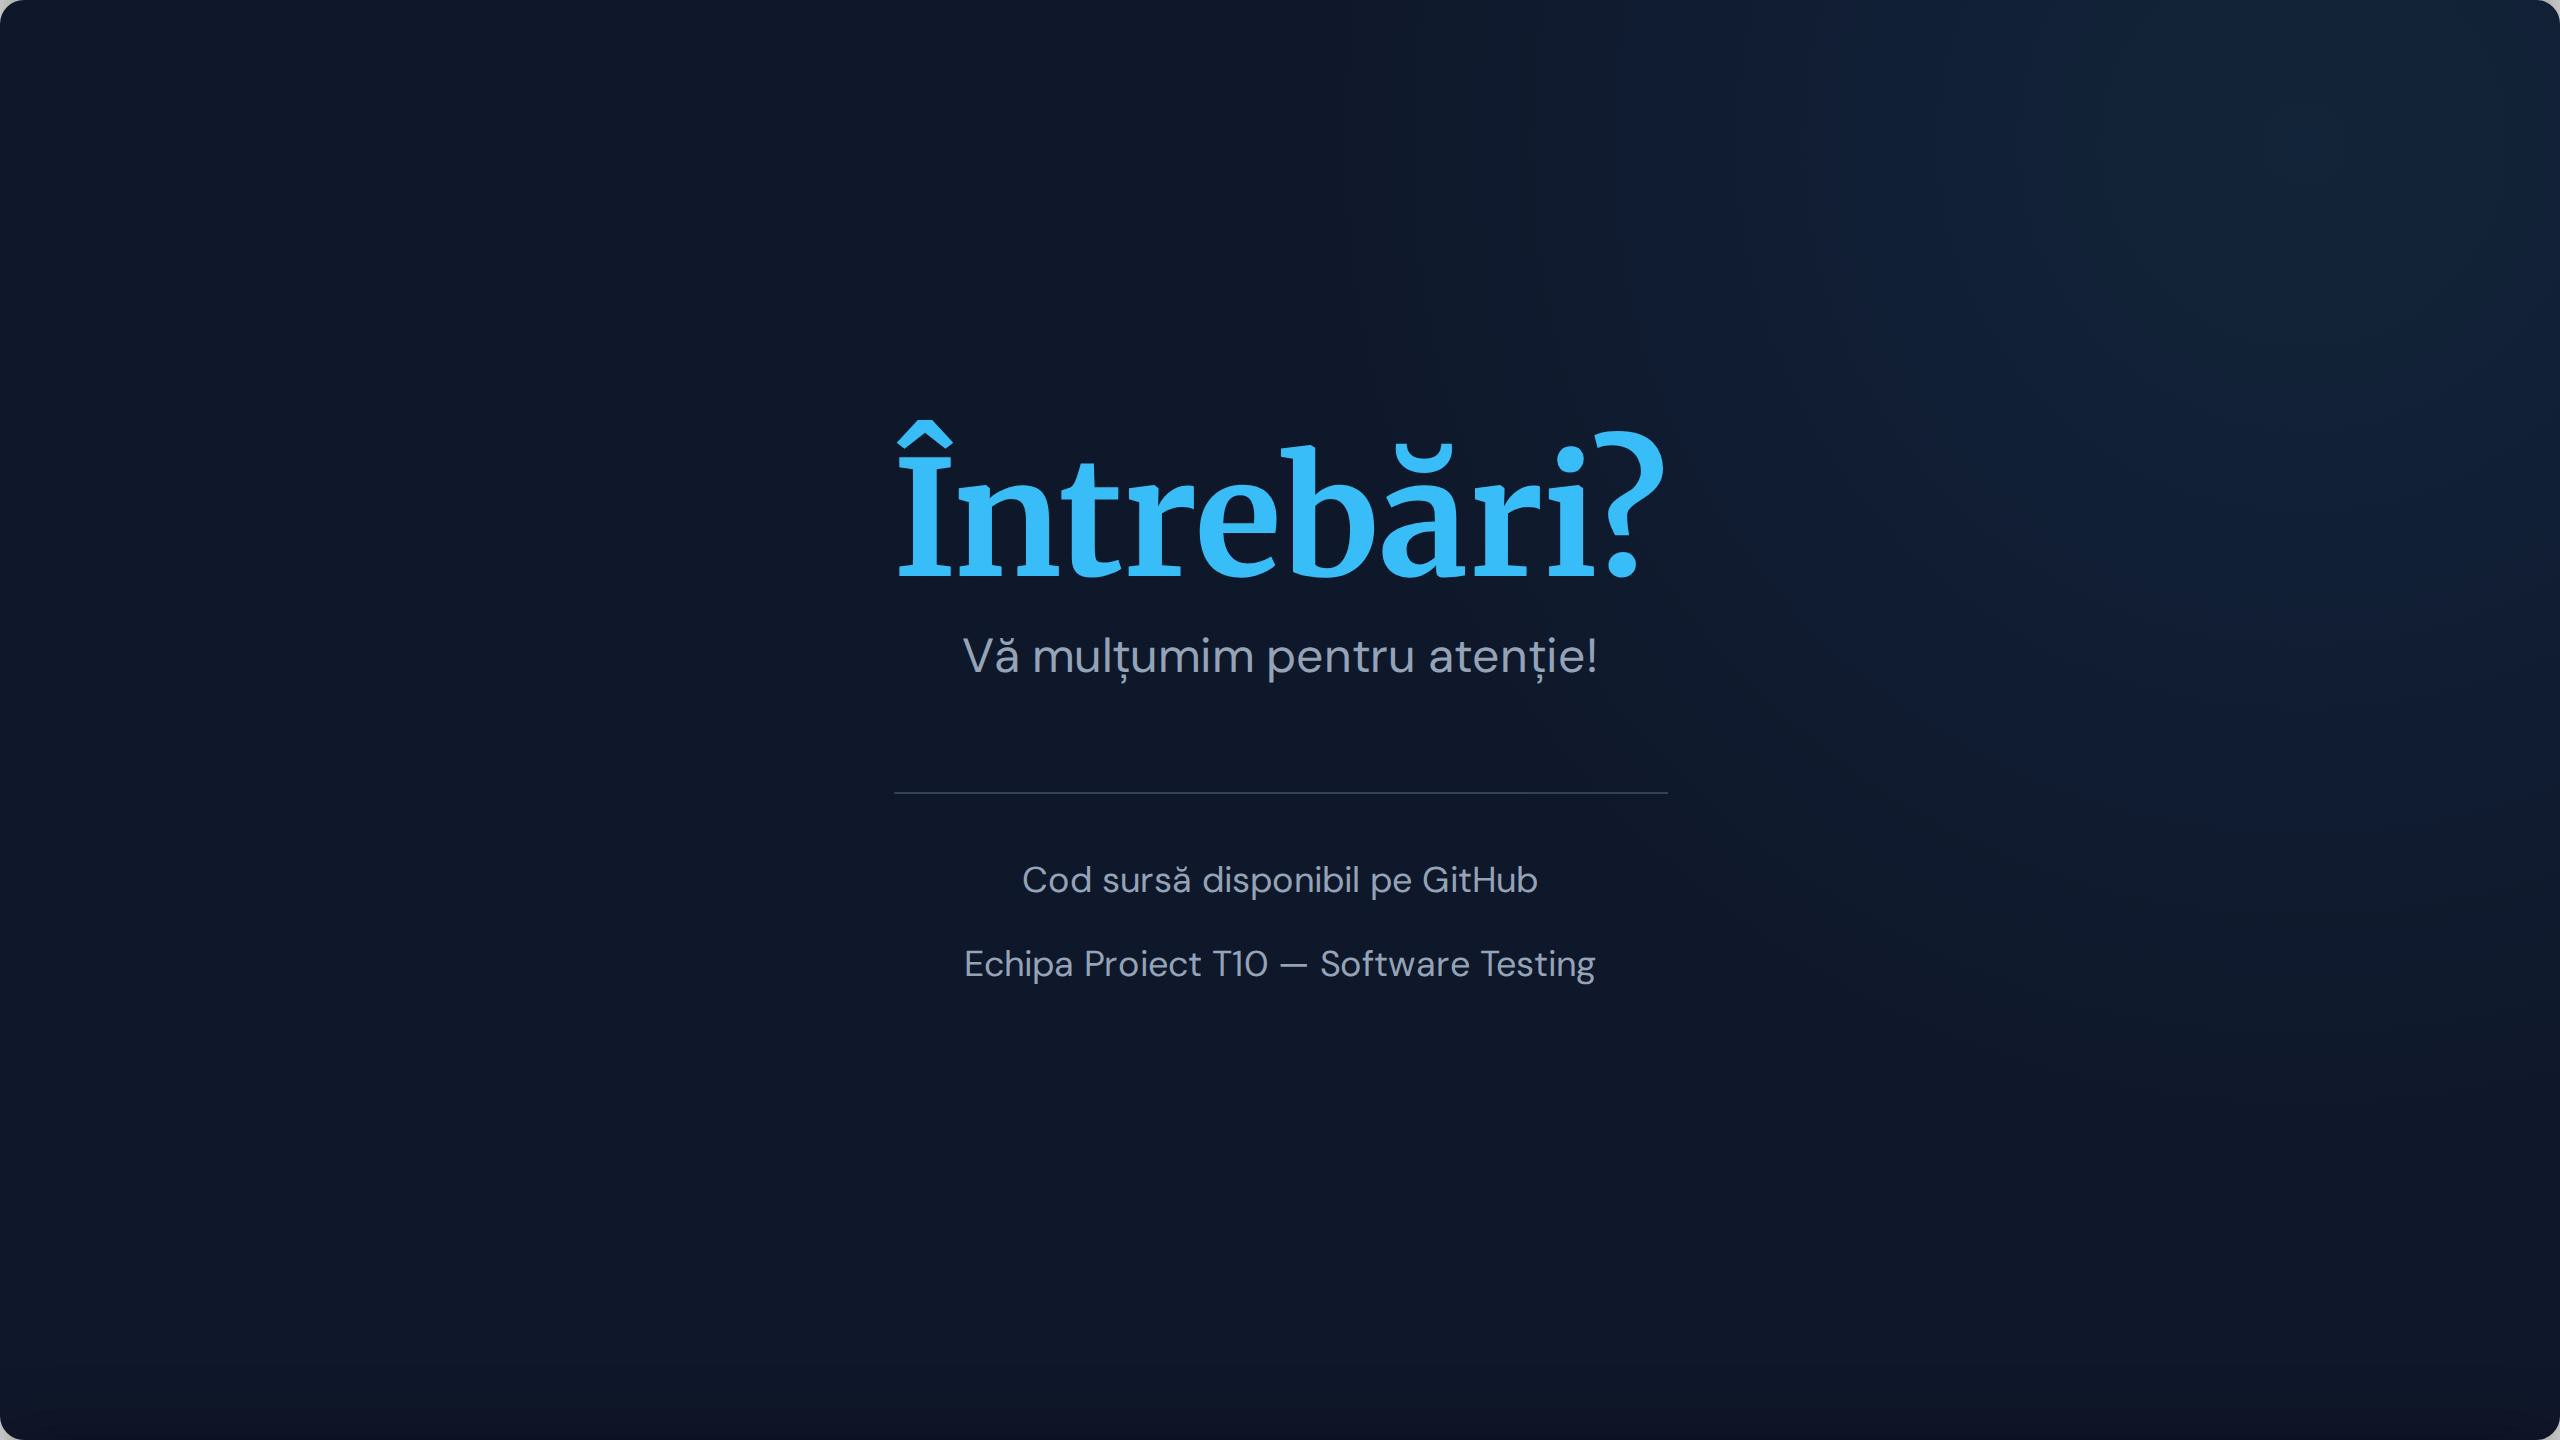 Întrebări?
Vă mulțumim pentru atenție!
Cod sursă disponibil pe GitHub
Echipa Proiect T10 — Software Testing